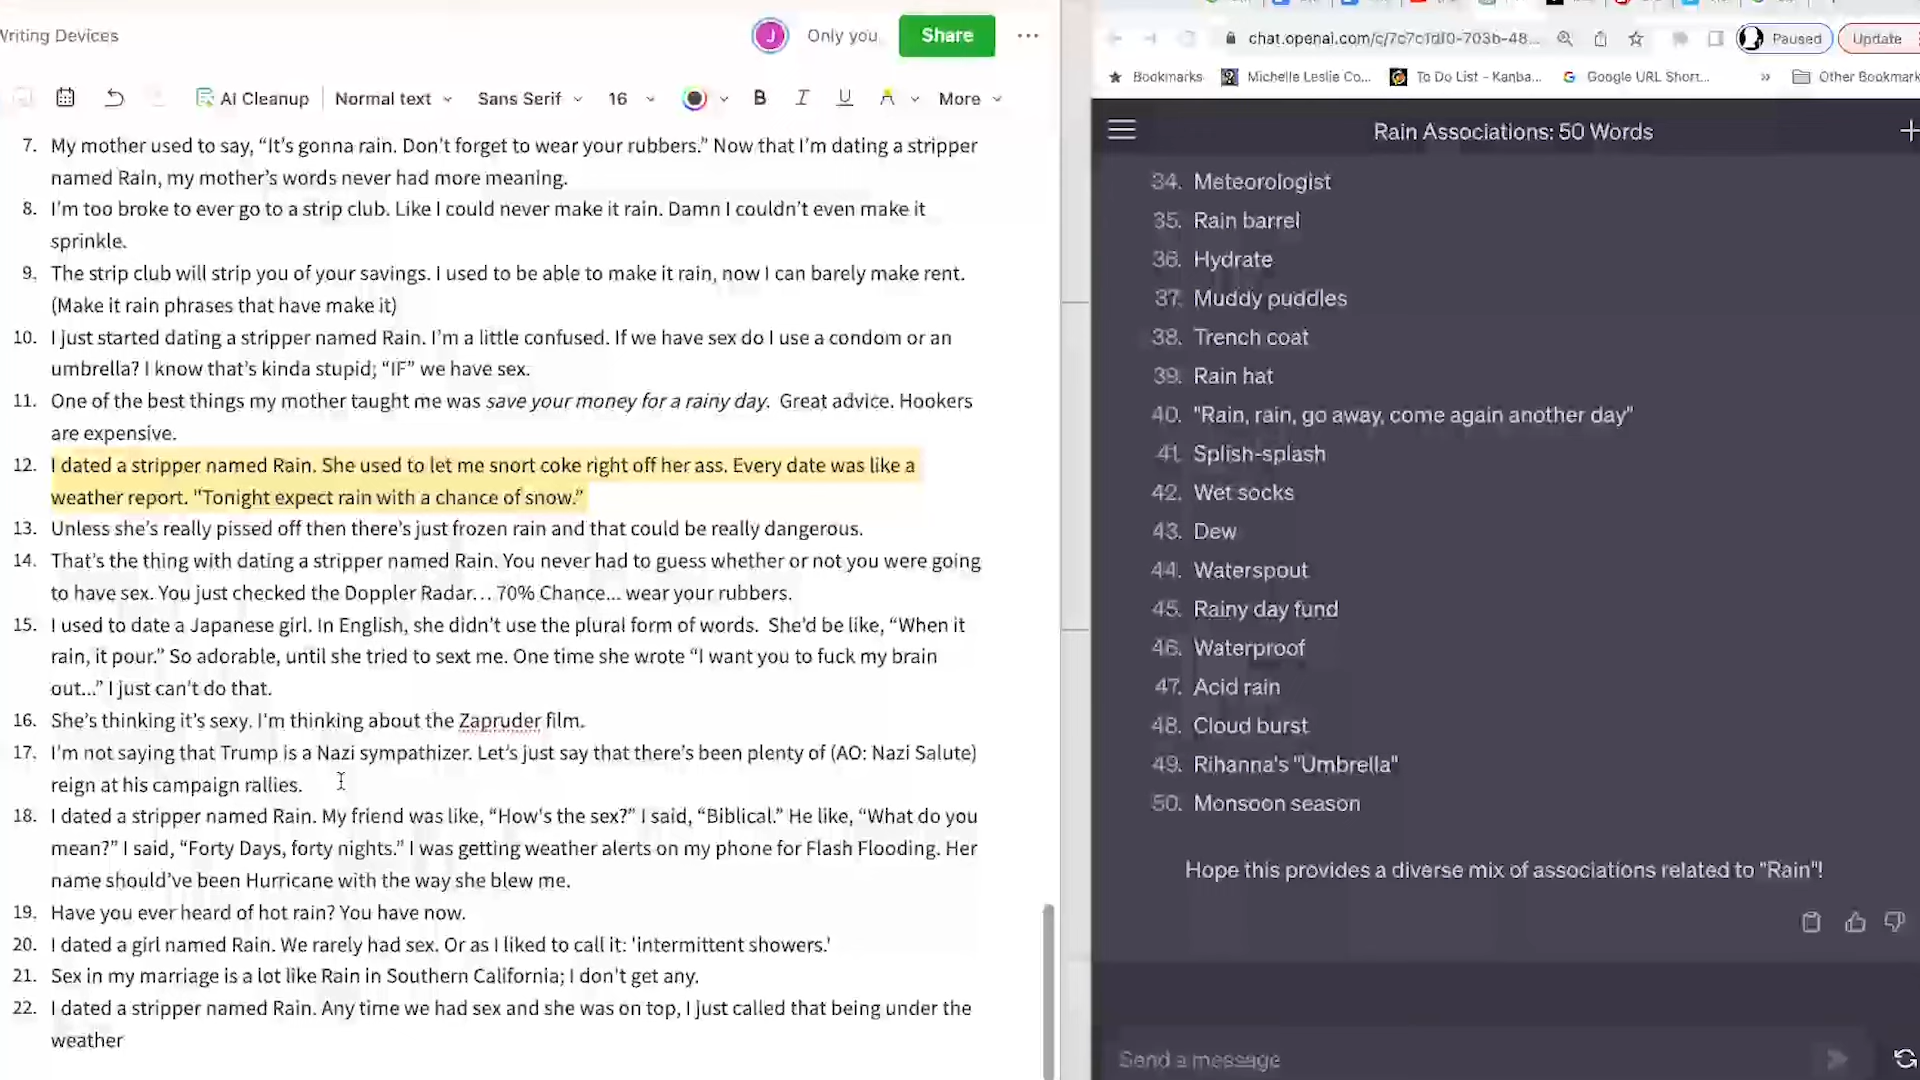 Writing Devices
J
Only you
Share
AI Cleanup
Normal text
Sans Serif
16
B
I
U
A
More
7. My mother used to say, “It’s gonna rain. Don’t forget to wear your rubbers.” Now that I’m dating a stripper
named Rain, my mother’s words never had more meaning.
8. I’m too broke to ever go to a strip club. Like I could never make it rain. Damn I couldn’t even make it
sprinkle.
9. The strip club will strip you of your savings. I used to be able to make it rain, now I can barely make rent.
(Make it rain phrases that have make it)
10. I just started dating a stripper named Rain. I’m a little confused. If we have sex do I use a condom or an
umbrella? I know that’s kinda stupid; “IF” we have sex.
11. One of the best things my mother taught me was save your money for a rainy day. Great advice. Hookers
are expensive.
12. I dated a stripper named Rain. She used to let me snort coke right off her ass. Every date was like a
weather report. “Tonight expect rain with a chance of snow.”
13. Unless she’s really pissed off then there’s just frozen rain and that could be really dangerous.
14. That’s the thing with dating a stripper named Rain. You never had to guess whether or not you were going
to have sex. You just checked the Doppler Radar... 70% Chance... wear your rubbers.
15. I used to date a Japanese girl. In English, she didn’t use the plural form of words. She’d be like, “When it
rain, it pour.” So adorable, until she tried to sext me. One time she wrote “I want you to fuck my brain
out...” I just can’t do that.
16. She’s thinking it’s sexy. I’m thinking about the Zapruder film.
17. I’m not saying that Trump is a Nazi sympathizer. Let’s just say that there’s been plenty of (AO: Nazi Salute)
reign at his campaign rallies.
18. I dated a stripper named Rain. My friend was like, “How’s the sex?” I said, “Biblical.” He like, “What do you
mean?” I said, “Forty Days, forty nights.” I was getting weather alerts on my phone for Flash Flooding. Her
name should’ve been Hurricane with the way she blew me.
19. Have you ever heard of hot rain? You have now.
20. I dated a girl named Rain. We rarely had sex. Or as I liked to call it: 'intermittent showers.'
21. Sex in my marriage is a lot like Rain in Southern California; I don’t get any.
22. I dated a stripper named Rain. Any time we had sex and she was on top, I just called that being under the
weather
Paused
Update
Bookmarks
Michelle Leslie Co...
To Do List - Kanba...
Google URL Short...
Other Bookmark
Rain Associations: 50 Words
34. Meteorologist
35. Rain barrel
36. Hydrate
37. Muddy puddles
38. Trench coat
39. Rain hat
40. "Rain, rain, go away, come again another day"
41. Splish-splash
42. Wet socks
43. Dew
44. Waterspout
45. Rainy day fund
46. Waterproof
47. Acid rain
48. Cloud burst
49. Rihanna's "Umbrella"
50. Monsoon season
Hope this provides a diverse mix of associations related to "Rain"!
Send a message